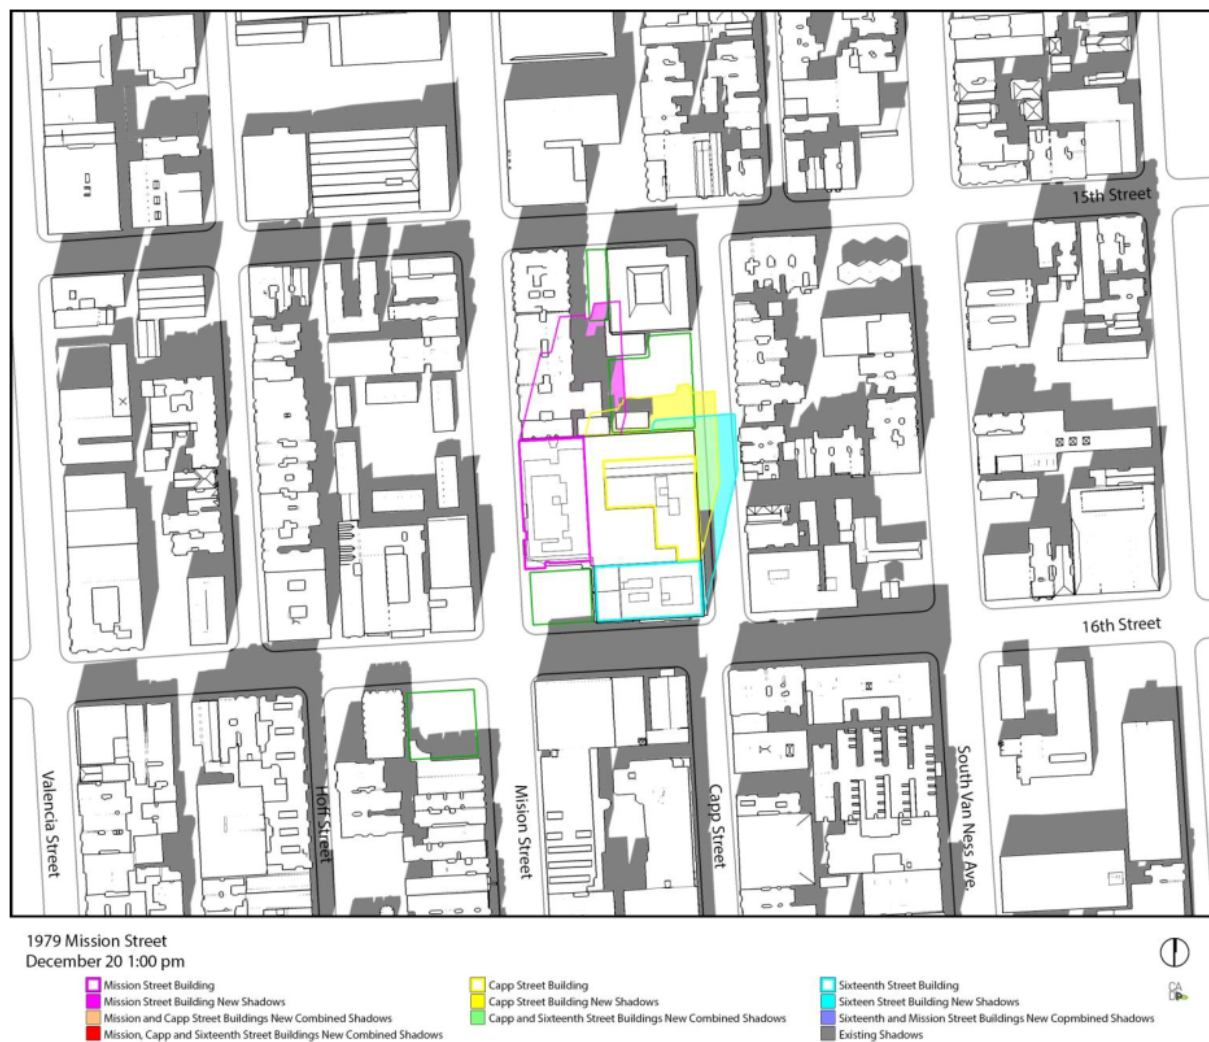 15th Street
16th Street
Valencia Street
Hoff Street
Mision Street
Capp Street
South Van Ness Ave.
1979 Mission Street
December 20 1:00 pm
Mission Street Building
Mission Street Building New Shadows
Mission and Capp Street Buildings New Combined Shadows
Mission, Capp and Sixteenth Street Buildings New Combined Shadows
Capp Street Building
Capp Street Building New Shadows
Capp and Sixteenth Street Buildings New Combined Shadows
Sixteenth Street Building
Sixteen Street Building New Shadows
Sixteenth and Mission Street Buildings New Copmbined Shadows
Existing Shadows
CA